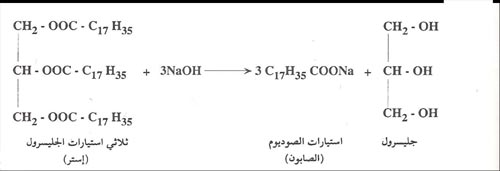 CH₂ - OOC - C₁₇ H₃₅
CH₂ - OH
CH - OOC - C₁₇ H₃₅ + 3NaOH → 3 C₁₇H₃₅ COONa + CH - OH
CH₂ - OOC - C₁₇ H₃₅
CH₂ - OH
ثلاثي استيارات الجليسرول
استيارات الصوديوم
جليسرول
(إستر)
(الصابون)